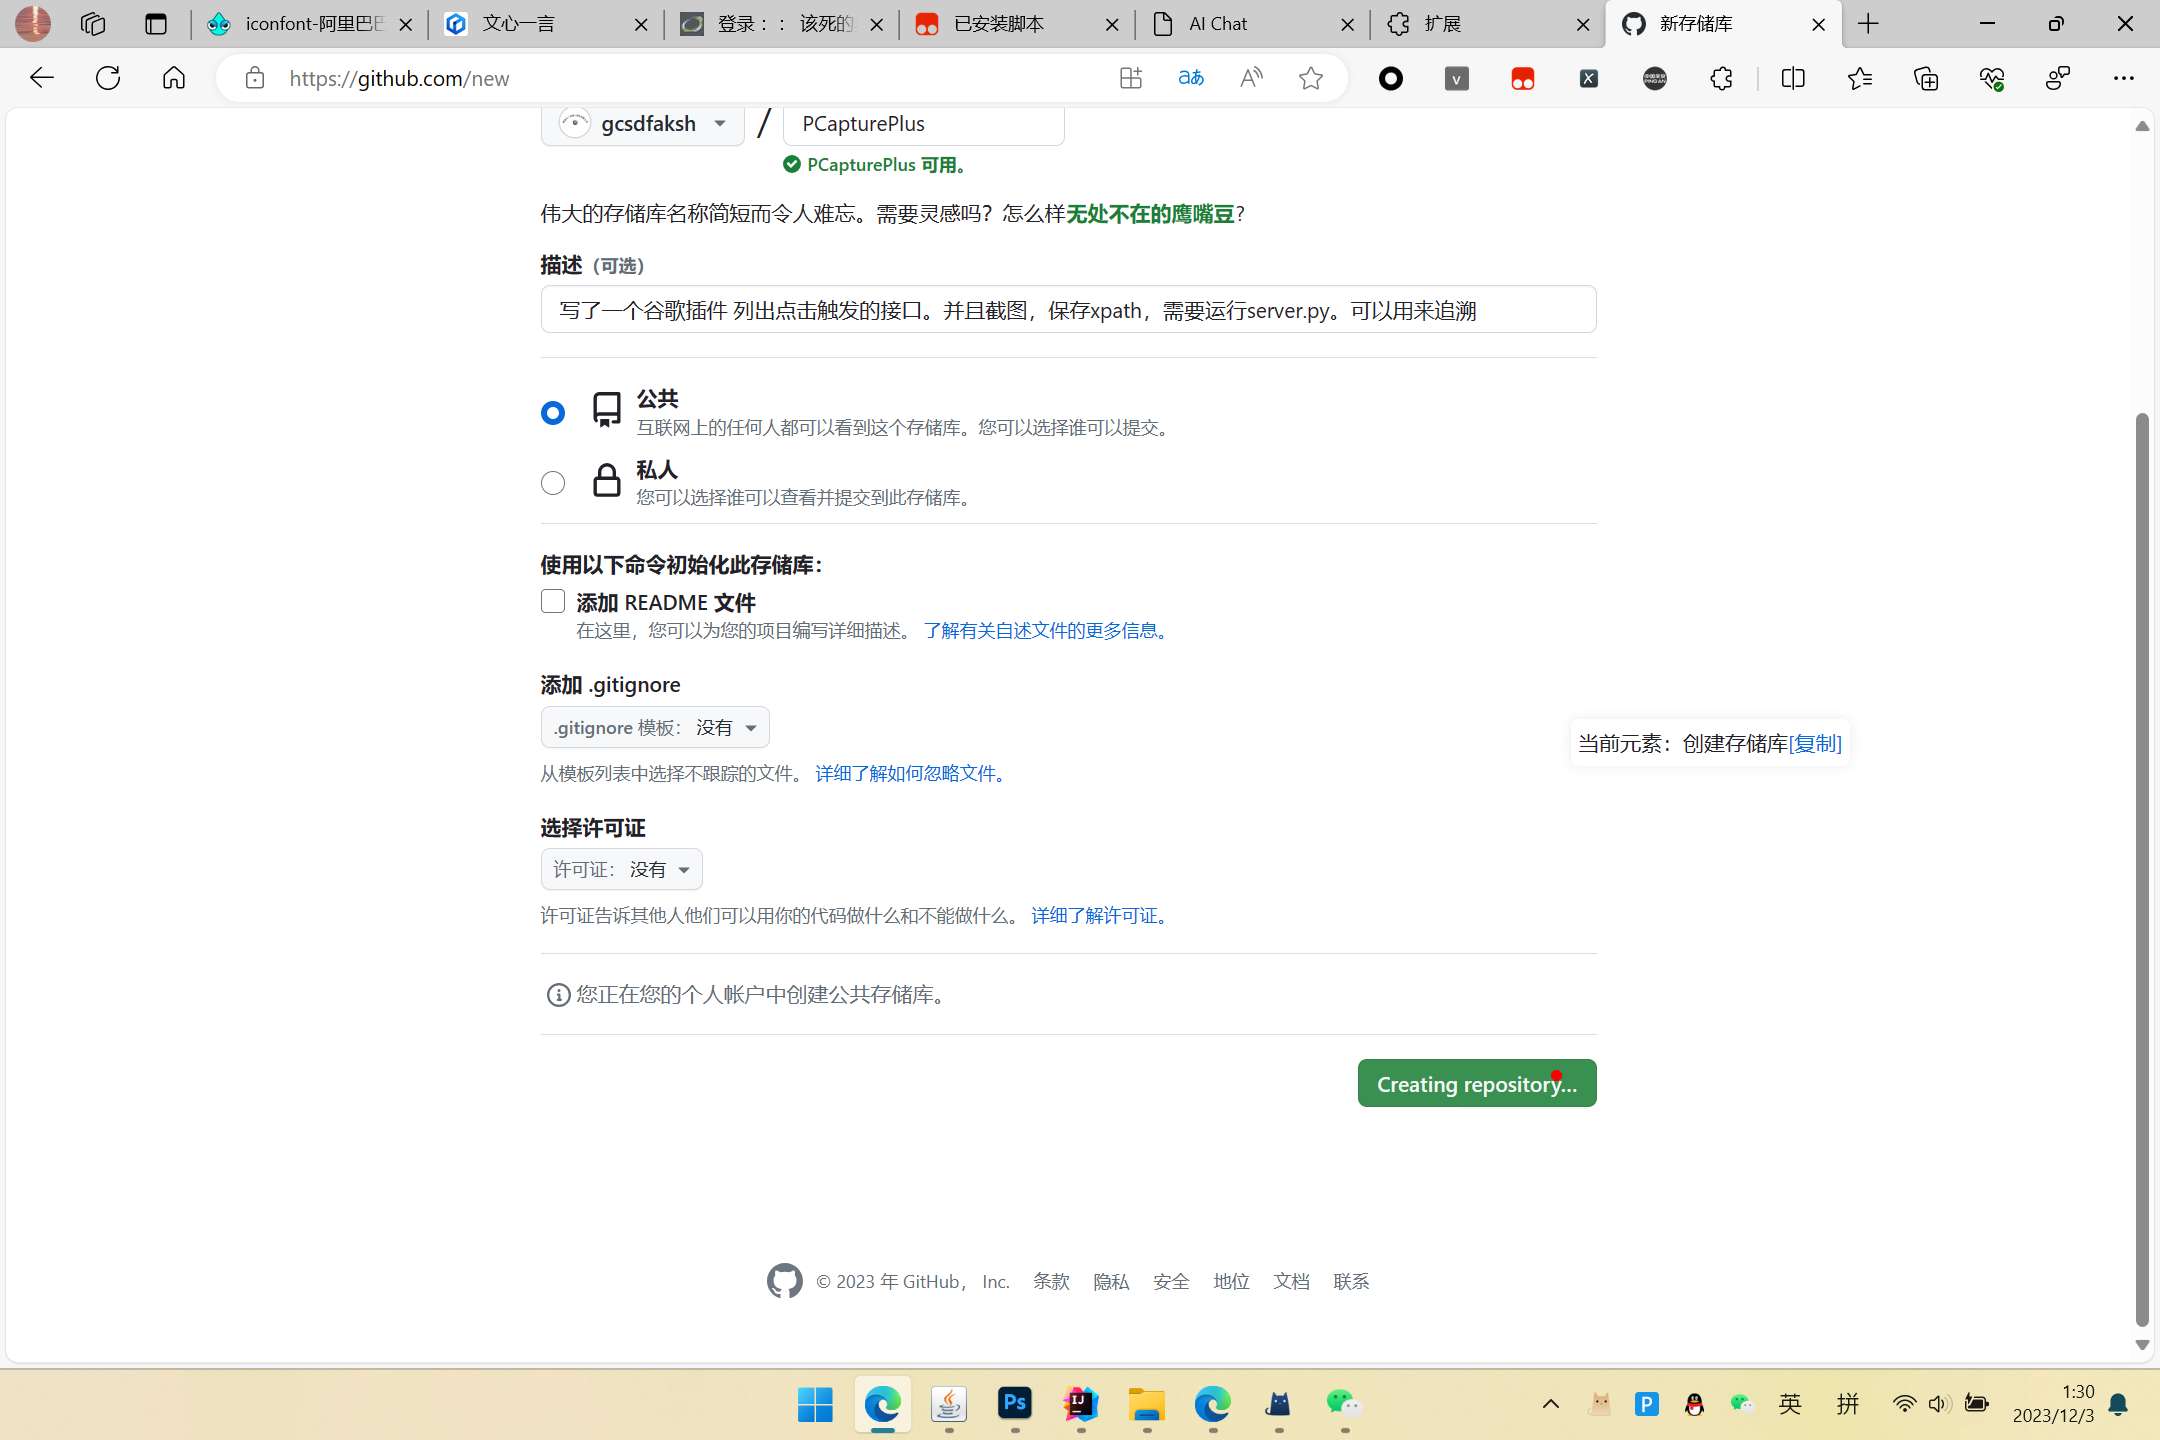 iconfont-阿里巴巴
文心一言
登录：： 该死的
已安装脚本
AI Chat
扩展
新存储库
https://github.com/new
aあ
gcsdfaksh
/
PCapturePlus
PCapturePlus 可用。
伟大的存储库名称简短而令人难忘。需要灵感吗？怎么样无处不在的鹰嘴豆?
描述（可选）
写了一个谷歌插件 列出点击触发的接口。并且截图，保存xpath，需要运行server.py。可以用来追溯
公共
互联网上的任何人都可以看到这个存储库。您可以选择谁可以提交。
私人
您可以选择谁可以查看并提交到此存储库。
使用以下命令初始化此存储库：
添加 README 文件
在这里，您可以为您的项目编写详细描述。 了解有关自述文件的更多信息。
添加 .gitignore
.gitignore 模板： 没有
当前元素：创建存储库[复制]
从模板列表中选择不跟踪的文件。 详细了解如何忽略文件。
选择许可证
许可证： 没有
许可证告诉其他人他们可以用你的代码做什么和不能做什么。 详细了解许可证。
您正在您的个人帐户中创建公共存储库。
Creating repository...
© 2023 年 GitHub， Inc. 条款 隐私 安全 地位 文档 联系
Ps
IJ
P
英
拼
1:30
2023/12/3